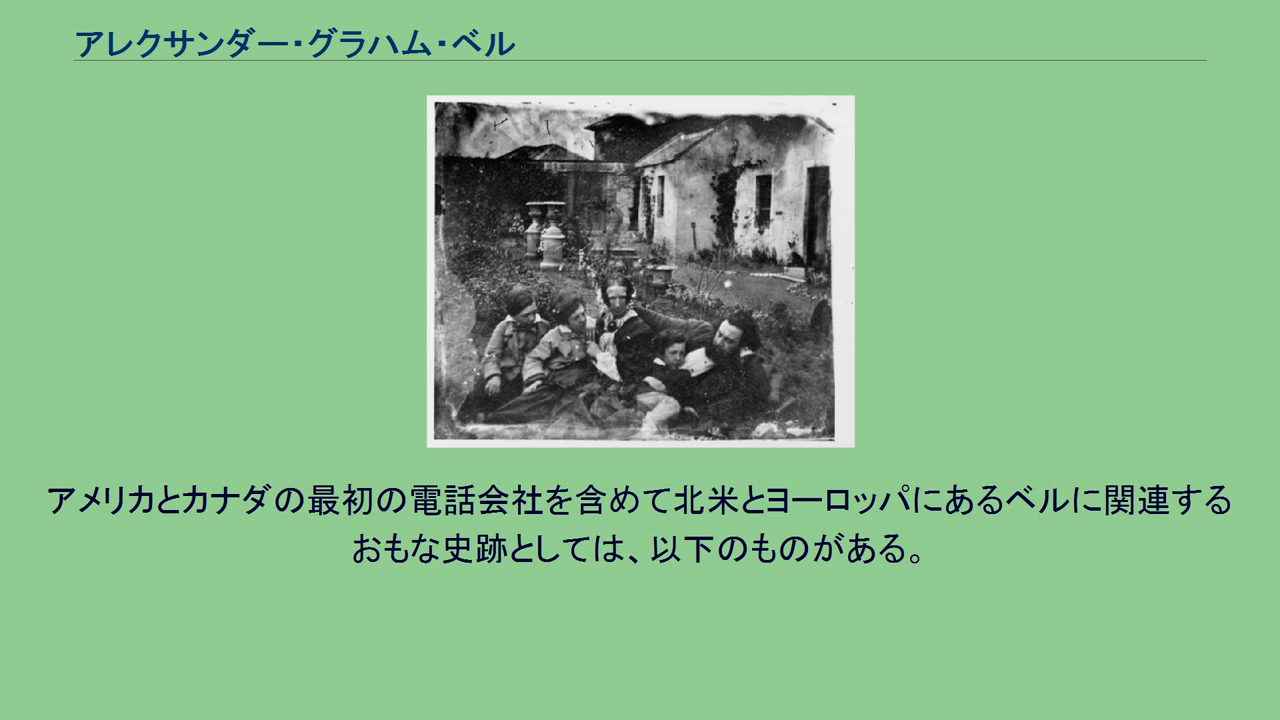 アレクサンダー・グラハム・ベル
アメリカとカナダの最初の電話会社を含めて北米とヨーロッパにあるベルに関連する
おもな史跡としては、以下のものがある。